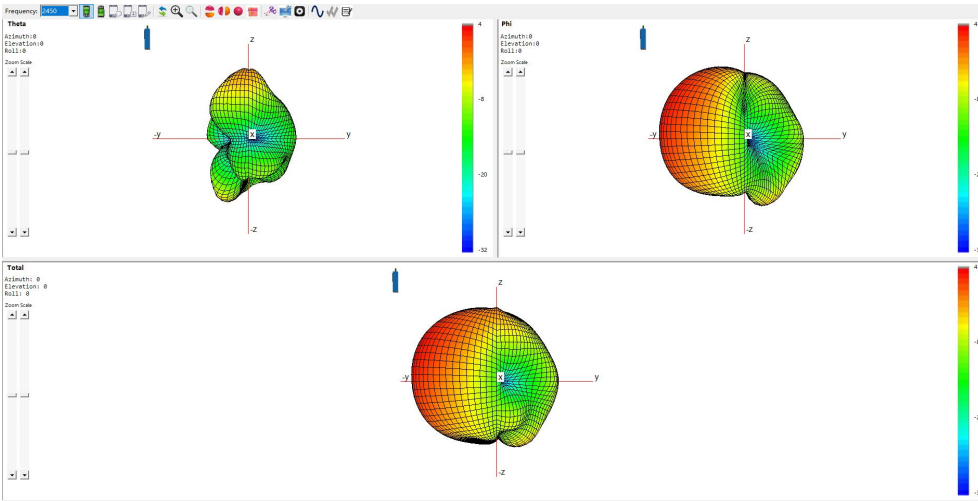 Frequency: 2450
Theta
Azimuth:0
Elevation:0
Roll:0
Zoom Scale
z
-y
x
y
-z
4
-8
-20
-32
Phi
Azimuth:0
Elevation:0
Roll:0
Zoom Scale
z
-y
x
y
-z
4
Total
Azimuth: 0
Elevation: 0
Roll: 0
Zoom Scale
z
-y
x
y
-z
4